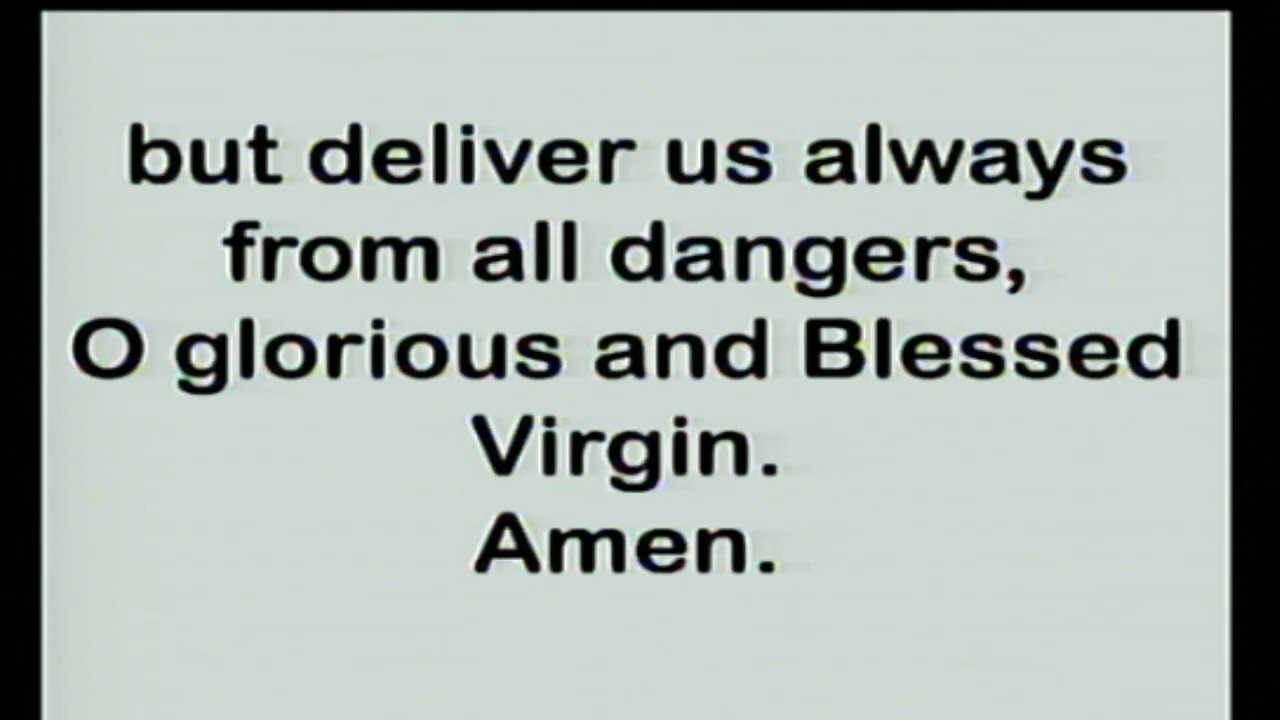 but deliver us always
from all dangers,
O glorious and Blessed
Virgin.
Amen.